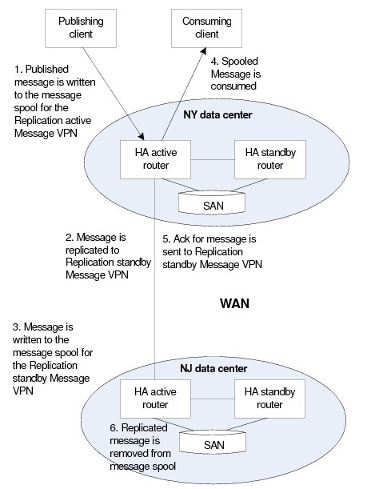 Publishing
client
Consuming
client
1. Published
message is written
to the message
spool for the
Replication active
Message VPN
4. Spooled
Message is
consumed
NY data center
HA active
router
HA standby
router
SAN
2. Message is
replicated to
Replication standby
Message VPN
5. Ack for message is
sent to Replication
standby Message VPN
WAN
3. Message is
written to the
message spool for
the Replication
standby Message
VPN
NJ data center
HA active
router
HA standby
router
6. Replicated
message is
removed from
message spool
SAN